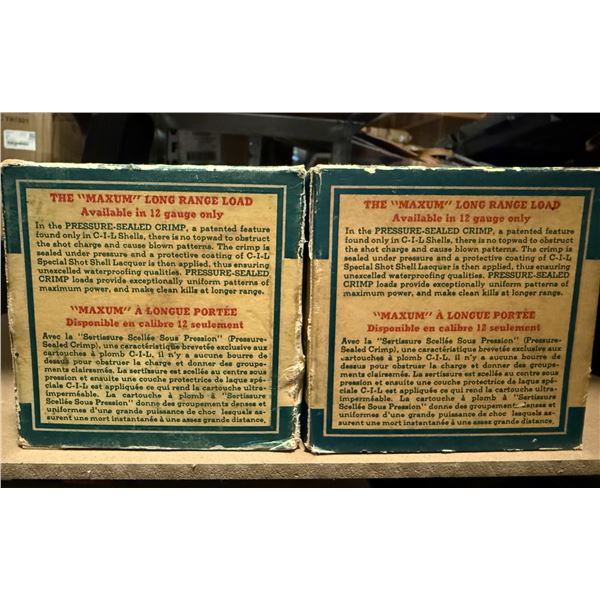 THE "MAXUM" LONG RANGE LOAD
Available in 12 gauge only
In the PRESSURE-SEALED CRIMP, a patented feature
found only in C-I-L Shells, there is no topwad to obstruct
the shot charge and cause blown patterns. The crimp is
sealed under pressure and a protective coating of C-I-L
Special Shot Shell Lacquer is then applied, thus ensuring
unexcelled waterproofing qualities. PRESSURE-SEALED
CRIMP loads provide exceptionally uniform patterns of
maximum power, and make clean kills at longer range.
"MAXUM" À LONGUE PORTÉE
Disponible en calibre 12 seulement
Avec la "Sertissure Scellée Sous Pression" (Pressure-
Sealed Crimp), une caractéristique brevetée exclusive aux
cartouches à plomb C-I-L, il n'y a aucune bourre de
dessus pour obstruer la charge et donner des groupe-
ments clairsemés. La sertissure est scellée au centre sous
pression et ensuite une couche protectrice de laque spé-
ciale C-I-L est appliquée assurant ainsi une qualité ultra-
imperméable. La cartouche à plomb à "Sertissure
Scellée Sous Pression" donne des groupements denses et
uniformes d'une grande puissance de choc lesquels as-
surent une mort instantanée à une asses grande distance.
THE "MAXUM" LONG RANGE LOAD
Available in 12 gauge only
In the PRESSURE-SEALED CRIMP, a patented feature
found only in C-I-L Shells, there is no topwad to obstruct
the shot charge and cause blown patterns. The crimp is
sealed under pressure and a protective coating of C-I-L
Special Shot Shell Lacquer is then applied, thus ensuring
unexcelled waterproofing qualities. PRESSURE-SEALED
CRIMP loads provide exceptionally uniform patterns of
maximum power, and make clean kills at longer range.
"MAXUM" À LONGUE PORTÉE
Disponible en calibre 12 seulement
Avec la "Sertissure Scellée Sous Pression" (Pressure-
Sealed Crimp), une caractéristique brevetée exclusive aux
cartouches à plomb C-I-L, il n'y a aucune bourre de
dessus pour obstruer la charge et donner des groupe-
ments clairsemés. La sertissure est scellée au centre sous
pression et ensuite une couche protectrice de laque spé-
ciale C-I-L est appliquée assurant ainsi une qualité ultra-
imperméable. La cartouche à plomb à "Sertissure
Scellée Sous Pression" donne des groupements denses et
uniformes d'une grande puissance de choc lesquels as-
surent une mort instantanée à une asses grande distance.